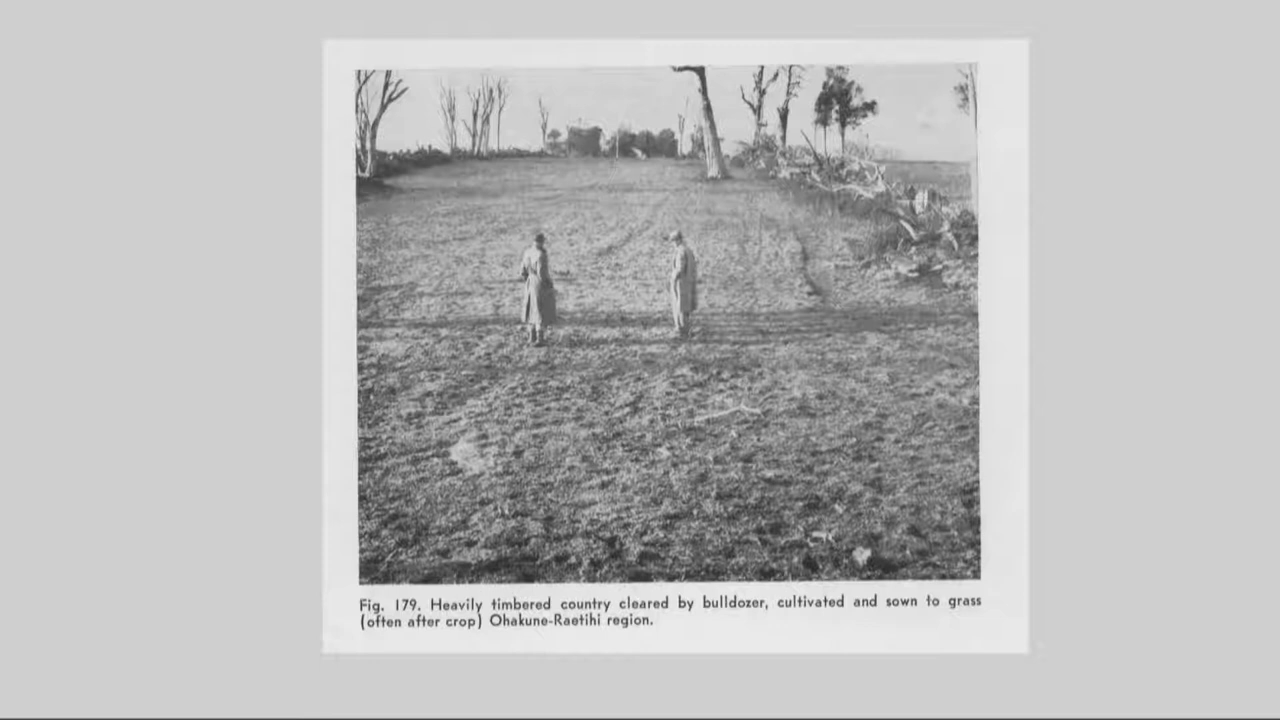 Fig. 179. Heavily timbered country cleared by bulldozer, cultivated and sown to grass
(often after crop) Ohakune-Raetihi region.